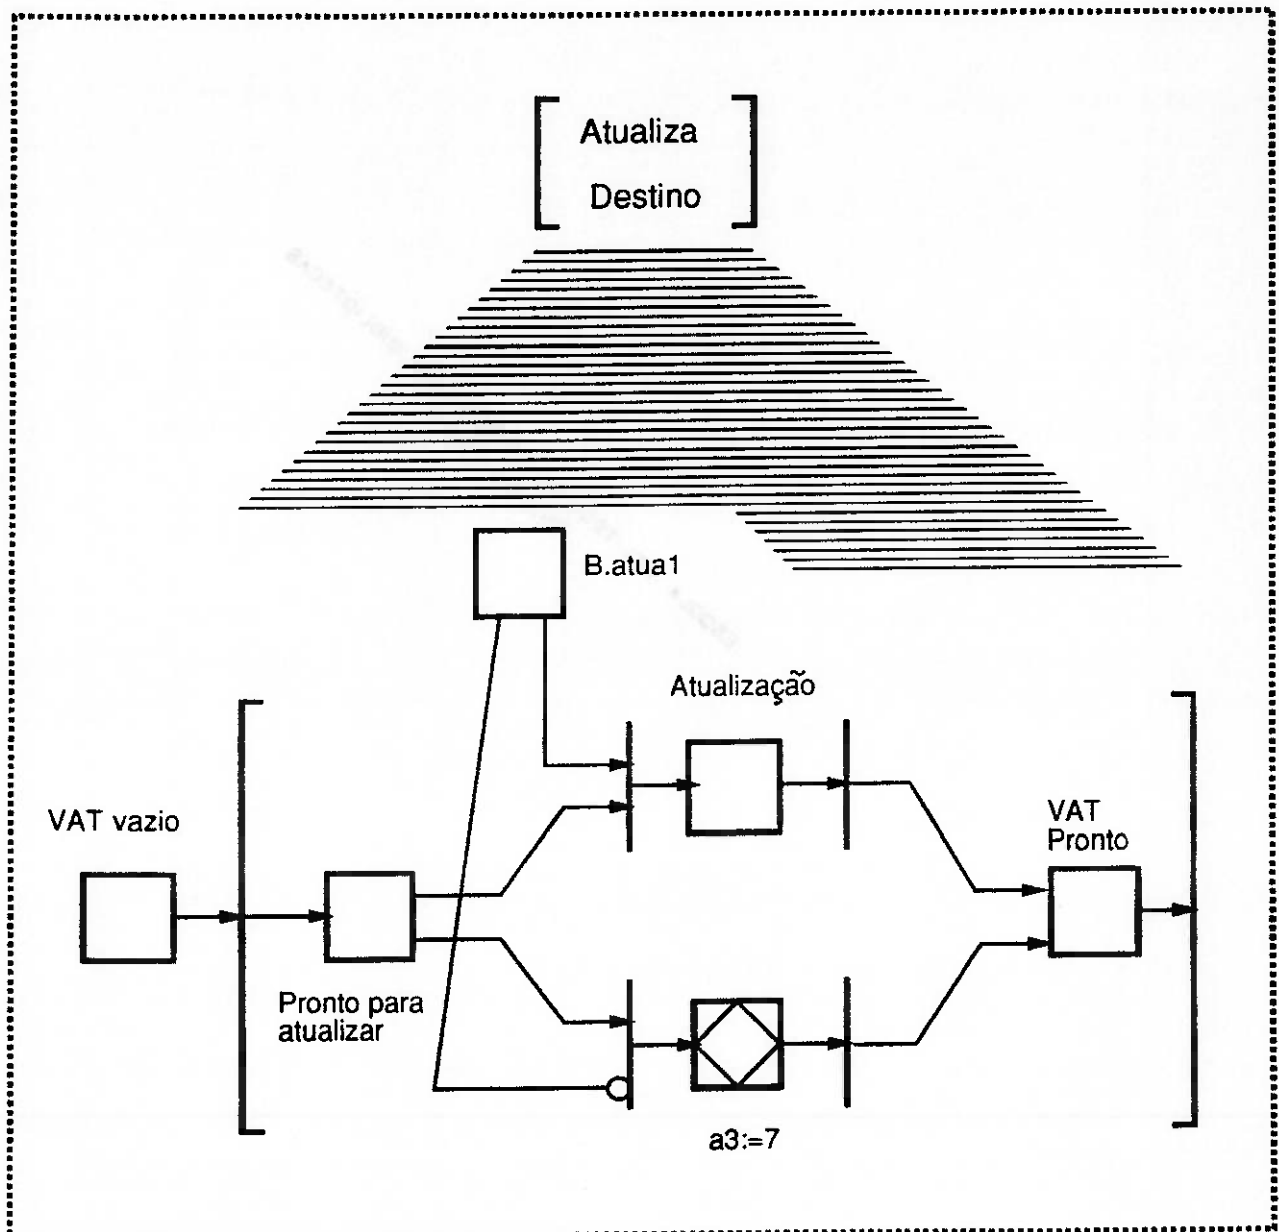 Atualiza
Destino
B.atua1
Atualização
VAT vazio
VAT
Pronto
Pronto para
atualizar
a3:=7